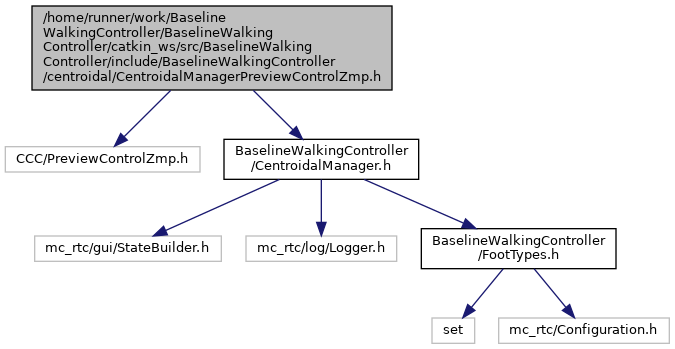 /home/runner/work/Baseline
WalkingController/BaselineWalking
Controller/catkin_ws/src/BaselineWalking
Controller/include/BaselineWalkingController
/centroidal/CentroidalManagerPreviewControlZmp.h
CCC/PreviewControlZmp.h
BaselineWalkingController
/CentroidalManager.h
mc_rtc/gui/StateBuilder.h
mc_rtc/log/Logger.h
BaselineWalkingController
/FootTypes.h
set
mc_rtc/Configuration.h